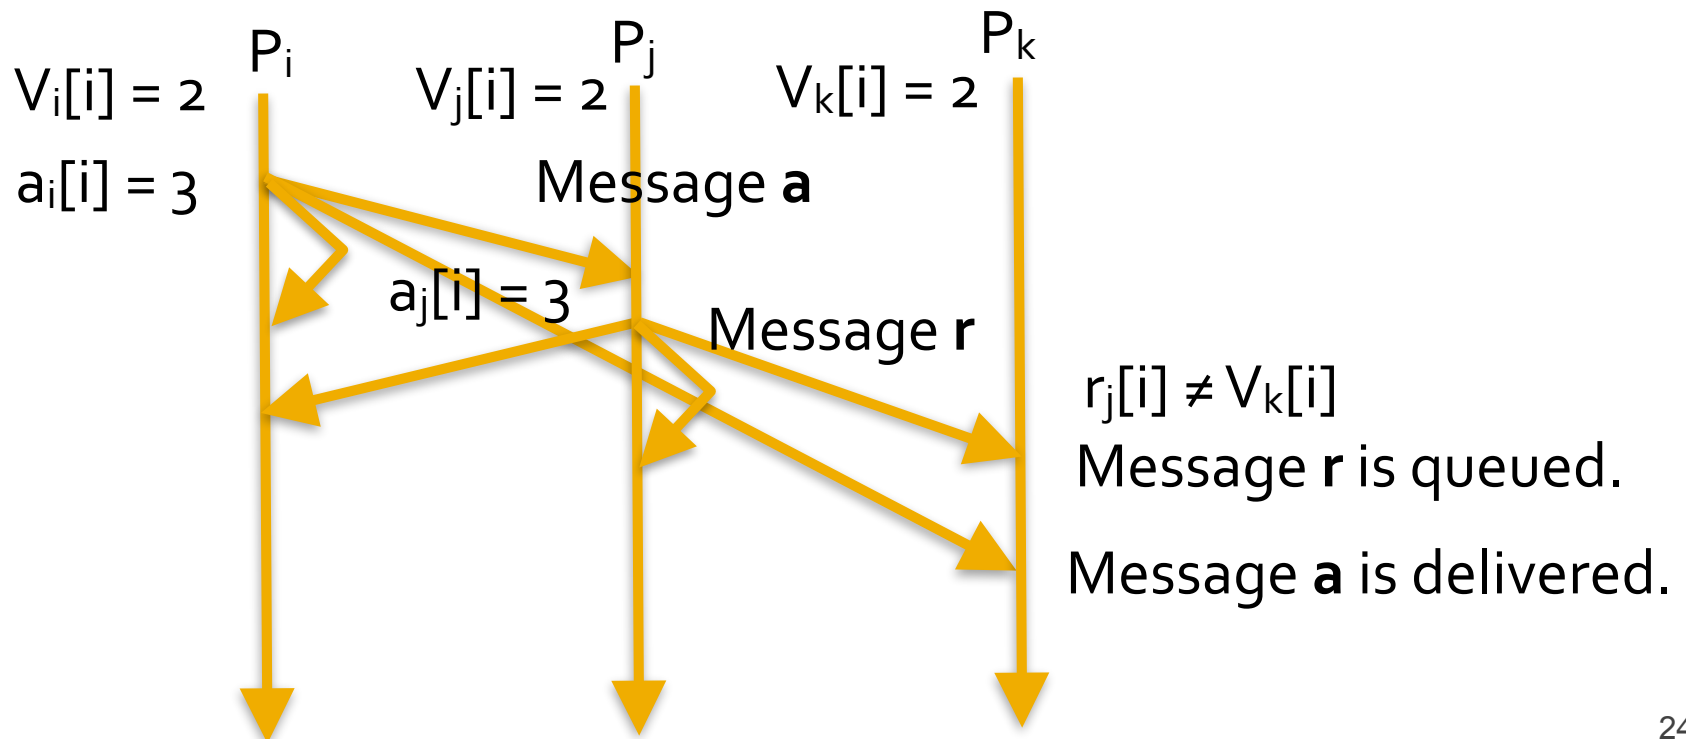 Pᵢ
Pⱼ
Pₖ
Vᵢ[i] = 2
Vⱼ[i] = 2
Vₖ[i] = 2
aᵢ[i] = 3
Message a
aⱼ[i] = 3
Message r
rⱼ[i] ≠ Vₖ[i]
Message r is queued.
Message a is delivered.
24